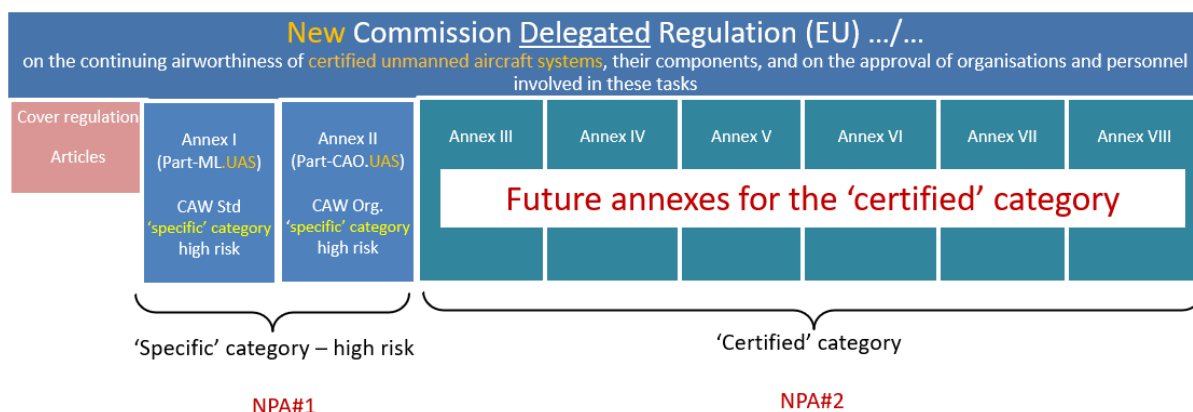 New Commission Delegated Regulation (EU) .../...
on the continuing airworthiness of certified unmanned aircraft systems, their components, and on the approval of organisations and personnel
involved in these tasks
Cover regulation
Articles
Annex I
(Part-ML.UAS)
CAW Std
'specific' category
high risk
Annex II
(Part-CAO.UAS)
CAW Org.
'specific' category
high risk
Annex III
Annex IV
Annex V
Annex VI
Annex VII
Annex VIII
Future annexes for the 'certified' category
'Specific' category – high risk
'Certified' category
NPA#1
NPA#2